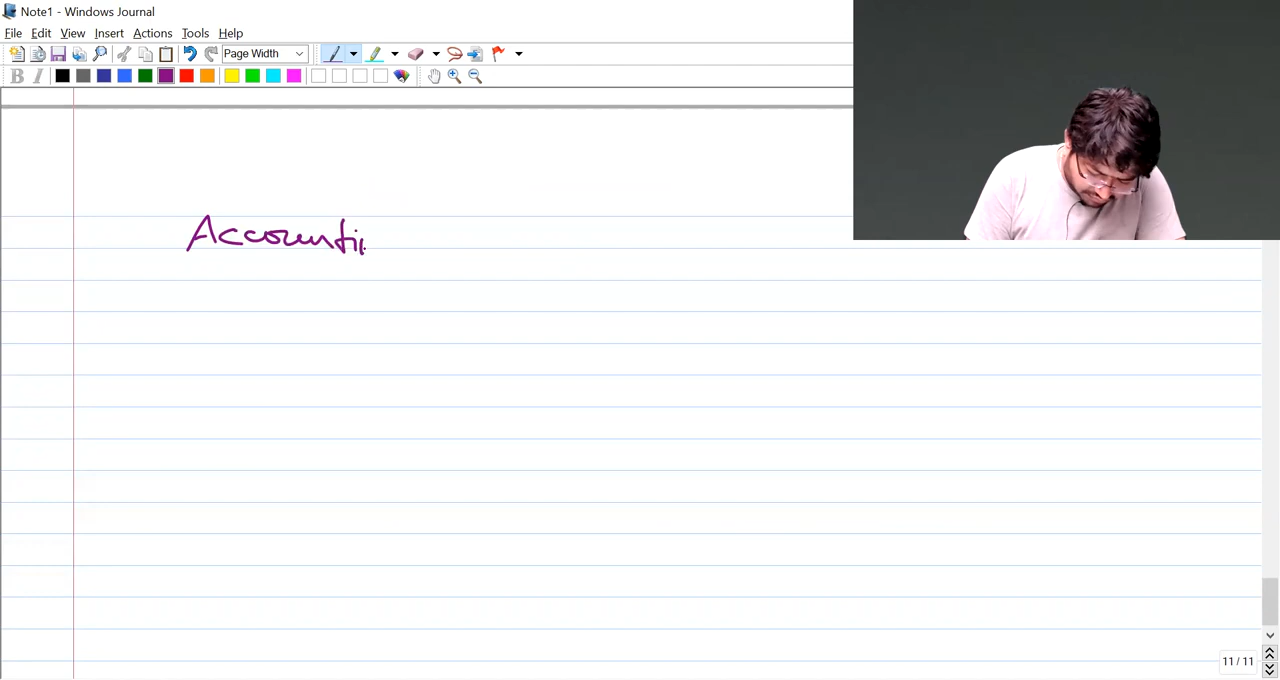 Note1 - Windows Journal
File Edit View Insert Actions Tools Help
Page Width
B I
Accounti
11 / 11